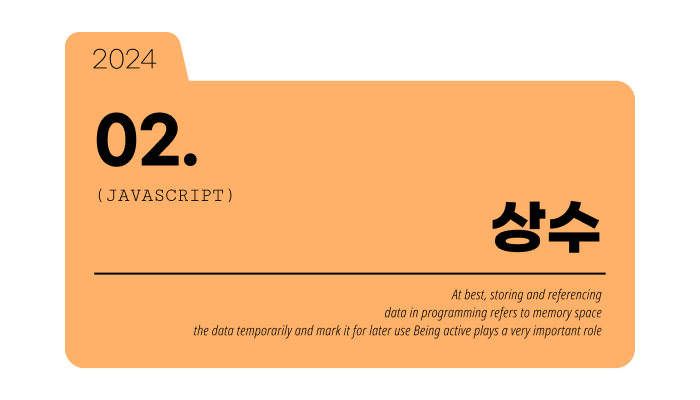 2024
02.
(JAVASCRIPT)
상수
At best, storing and referencing
data in programming refers to memory space
the data temporarily and mark it for later use Being active plays a very important role